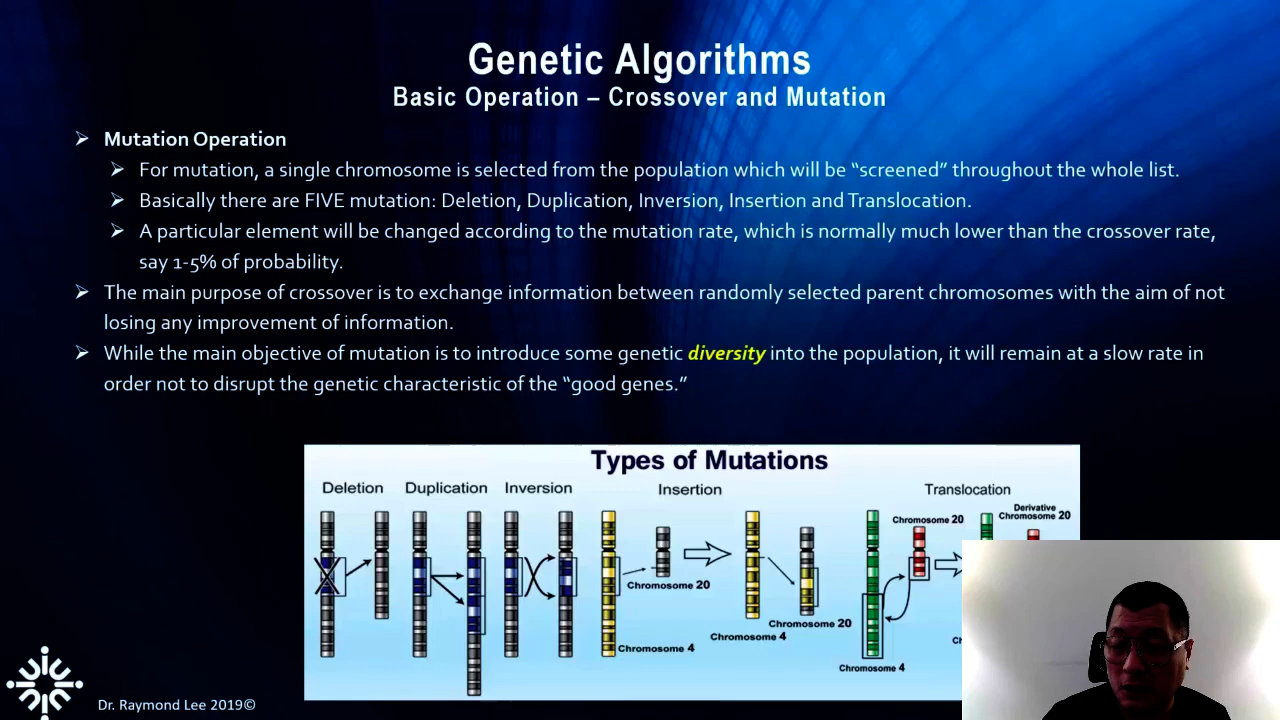 Genetic Algorithms
Basic Operation – Crossover and Mutation
Mutation Operation
For mutation, a single chromosome is selected from the population which will be “screened” throughout the whole list.
Basically there are FIVE mutation: Deletion, Duplication, Inversion, Insertion and Translocation.
A particular element will be changed according to the mutation rate, which is normally much lower than the crossover rate,
say 1-5% of probability.
The main purpose of crossover is to exchange information between randomly selected parent chromosomes with the aim of not
losing any improvement of information.
While the main objective of mutation is to introduce some genetic diversity into the population, it will remain at a slow rate in
order not to disrupt the genetic characteristic of the “good genes.”
Types of Mutations
Deletion Duplication Inversion Insertion Translocation
Derivative
Chromosome 20 Chromosome 20
Chromosome 20
Chromosome 20
Chromosome 4
Chromosome 4
Chromosome 4
Dr. Raymond Lee 2019©